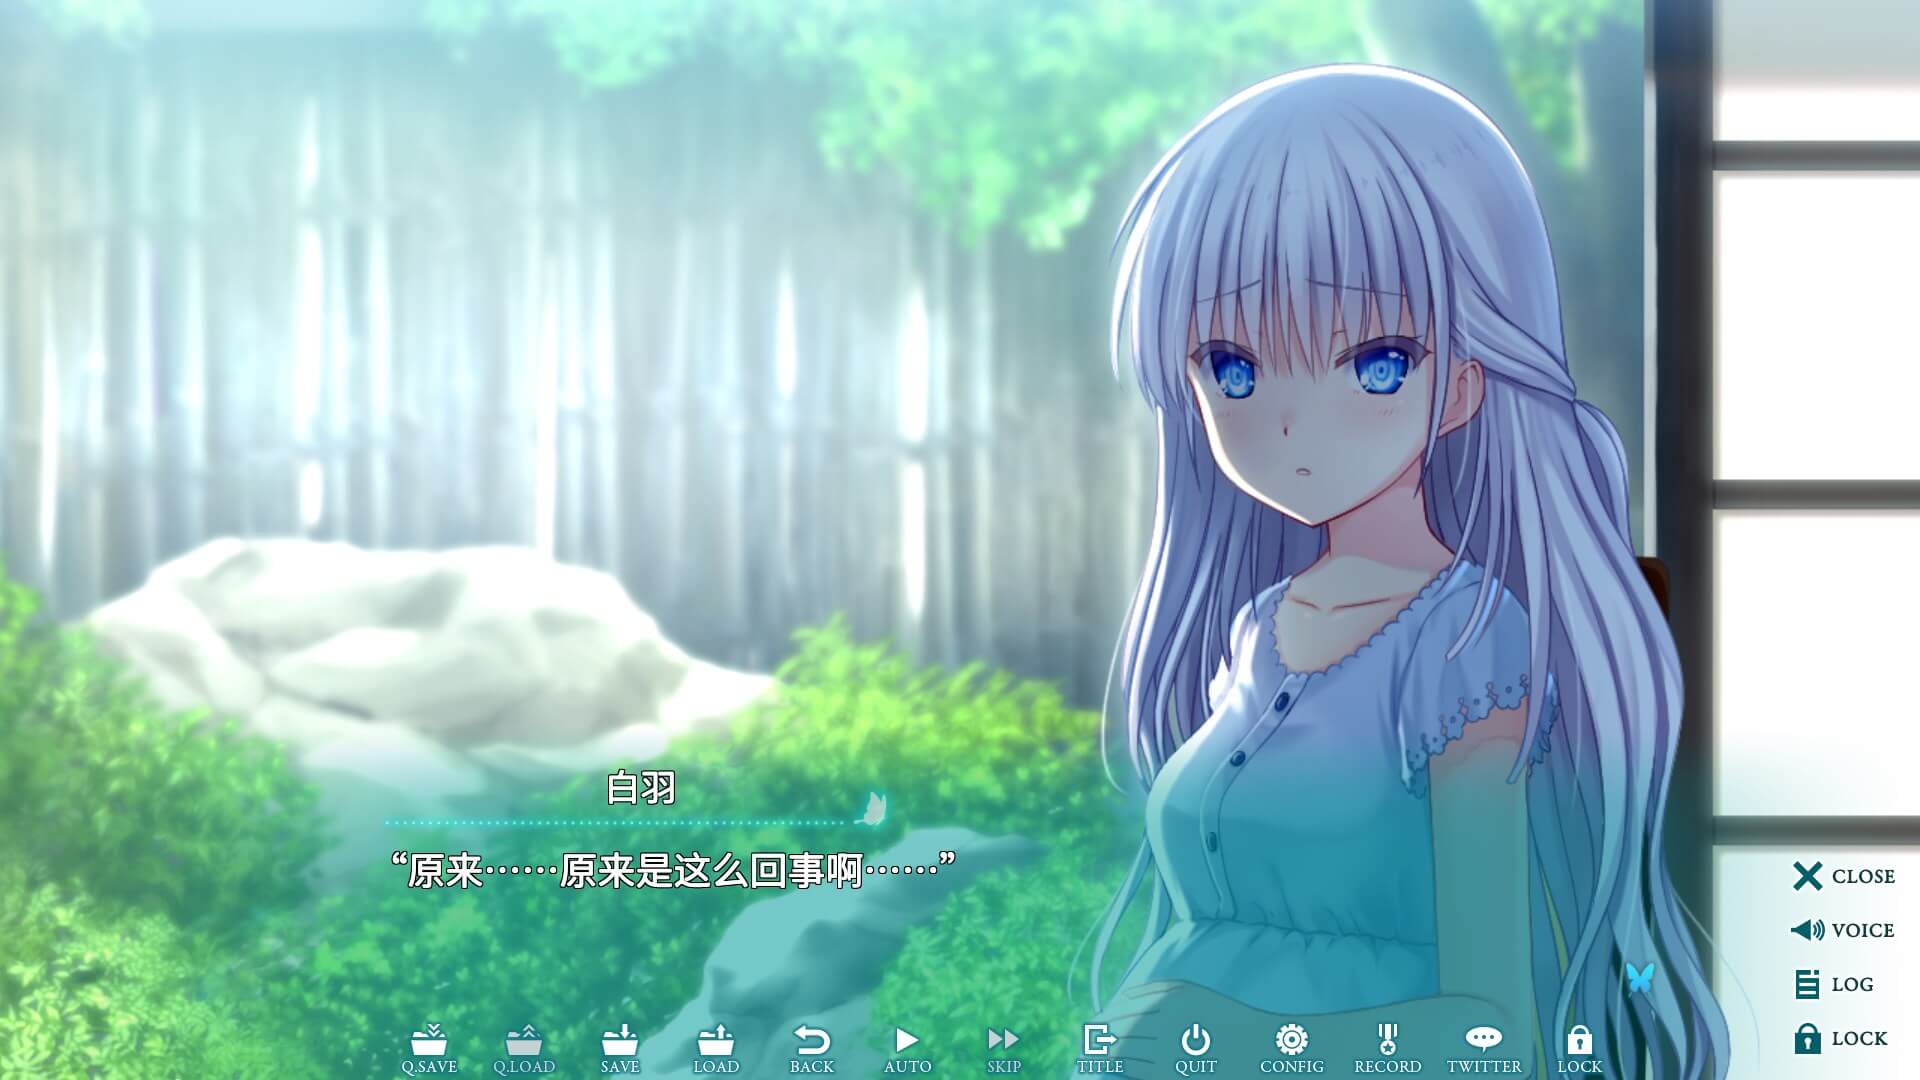 白羽
“原来……原来是这么回事啊……”
CLOSE
VOICE
LOG
LOCK
Q.SAVE Q.LOAD SAVE LOAD BACK AUTO SKIP TITLE QUIT CONFIG RECORD TWITTER LOCK